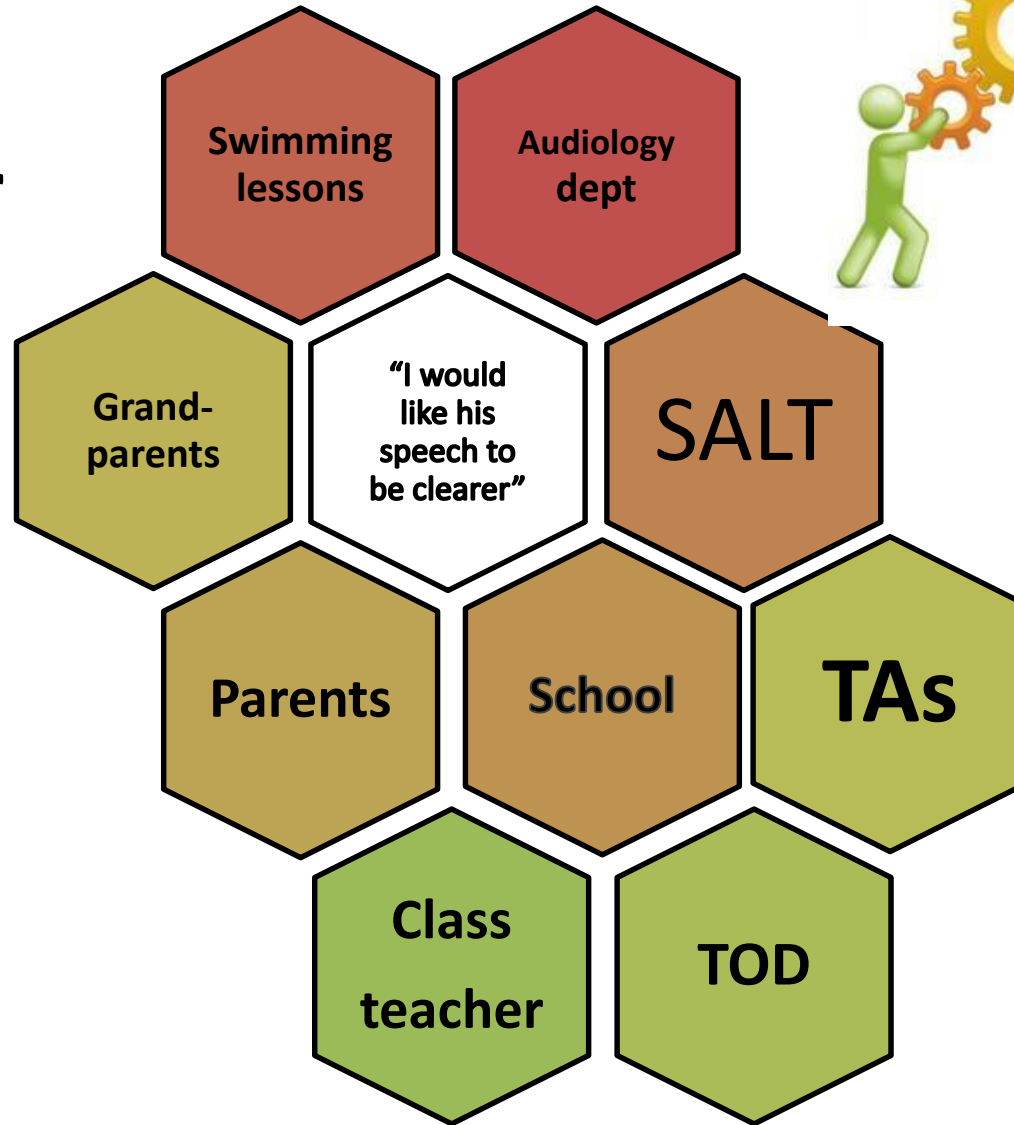 Swimming
lessons
Audiology
dept
Grand-
parents
“I would
like his
speech to
be clearer”
SALT
Parents
School
TAs
Class
teacher
TOD